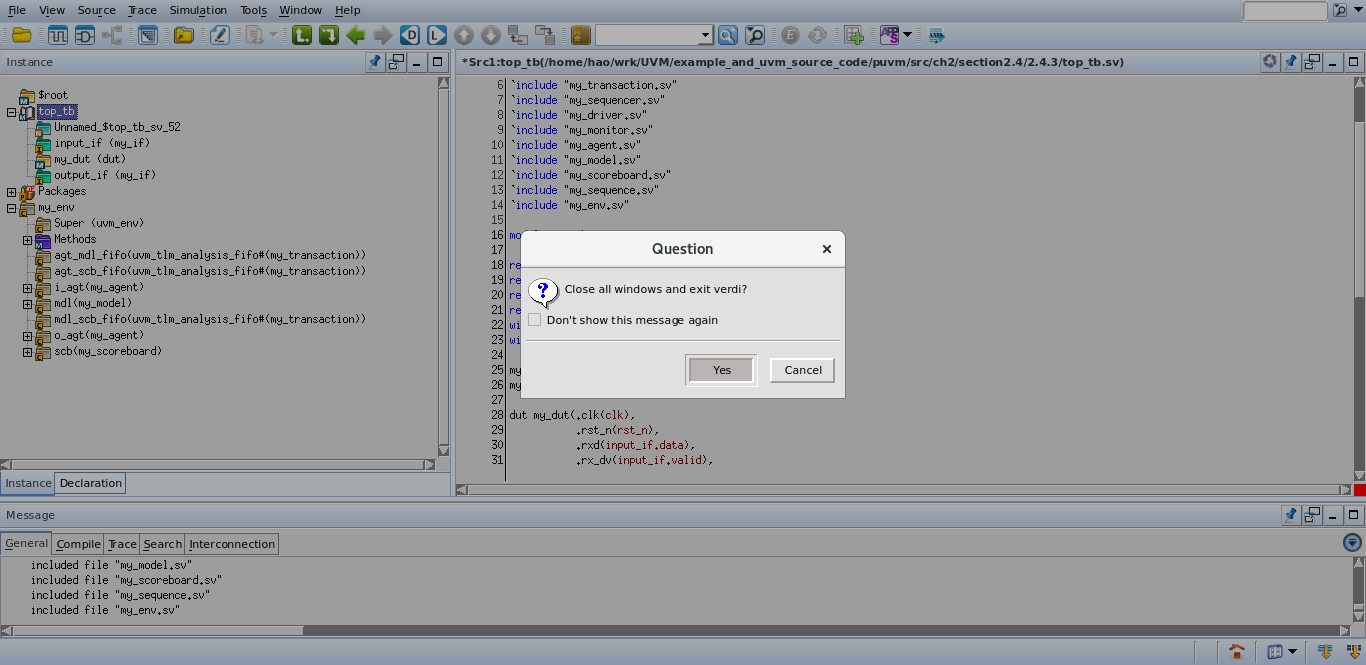 File View Source Trace Simulation Tools Window Help
Instance
$root
top_tb
Unnamed_$top_tb_sv_52
input_if (my_if)
my_dut (dut)
output_if (my_if)
Packages
my_env
Super (uvm_env)
Methods
agt_mdl_fifo(uvm_tlm_analysis_fifo#(my_transaction))
agt_scb_fifo(uvm_tlm_analysis_fifo#(my_transaction))
i_agt(my_agent)
mdl(my_model)
mdl_scb_fifo(uvm_tlm_analysis_fifo#(my_transaction))
o_agt(my_agent)
scb(my_scoreboard)
Instance Declaration
*Src1:top_tb(/home/hao/wrk/UVM/example_and_uvm_source_code/puvm/src/ch2/section2.4/2.4.3/top_tb.sv)
6 `include "my_transaction.sv"
7 `include "my_sequencer.sv"
8 `include "my_driver.sv"
9 `include "my_monitor.sv"
10 `include "my_agent.sv"
11 `include "my_model.sv"
12 `include "my_scoreboard.sv"
13 `include "my_sequence.sv"
14 `include "my_env.sv"
15
16
17
18 re
19 re
20 re
21 re
22 wi
23 wi
24
25 my
26 my
27
28 dut my_dut(.clk(clk),
29 .rst_n(rst_n),
30 .rxd(input_if.data),
31 .rx_dv(input_if.valid),
Question
Close all windows and exit verdi?
Don't show this message again
Yes Cancel
Message
General Compile Trace Search Interconnection
included file "my_model.sv"
included file "my_scoreboard.sv"
included file "my_sequence.sv"
included file "my_env.sv"